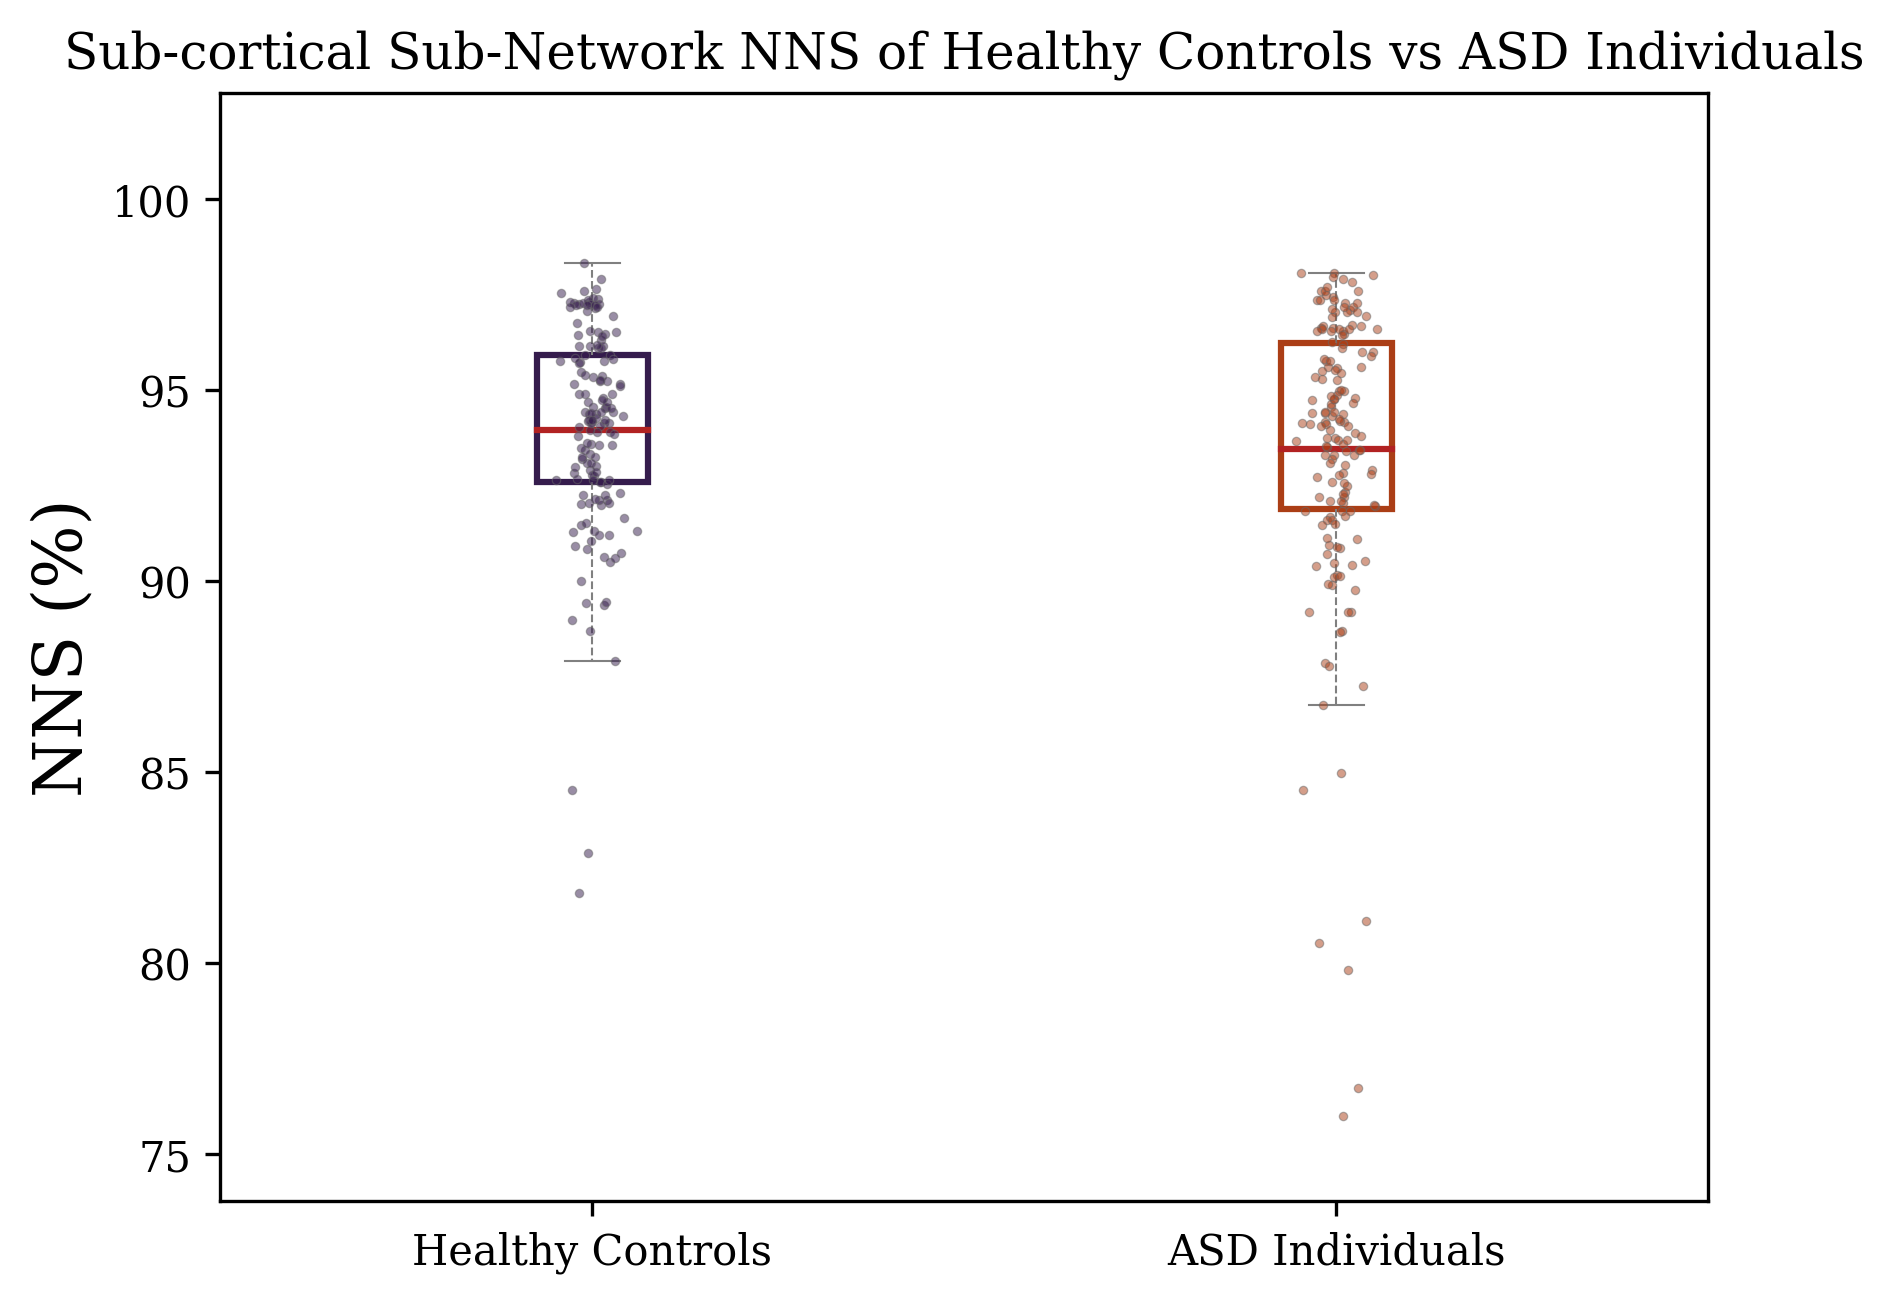 Sub-cortical Sub-Network NNS of Healthy Controls vs ASD Individuals
NNS (%)
100
95
90
85
80
75
Healthy Controls
ASD Individuals